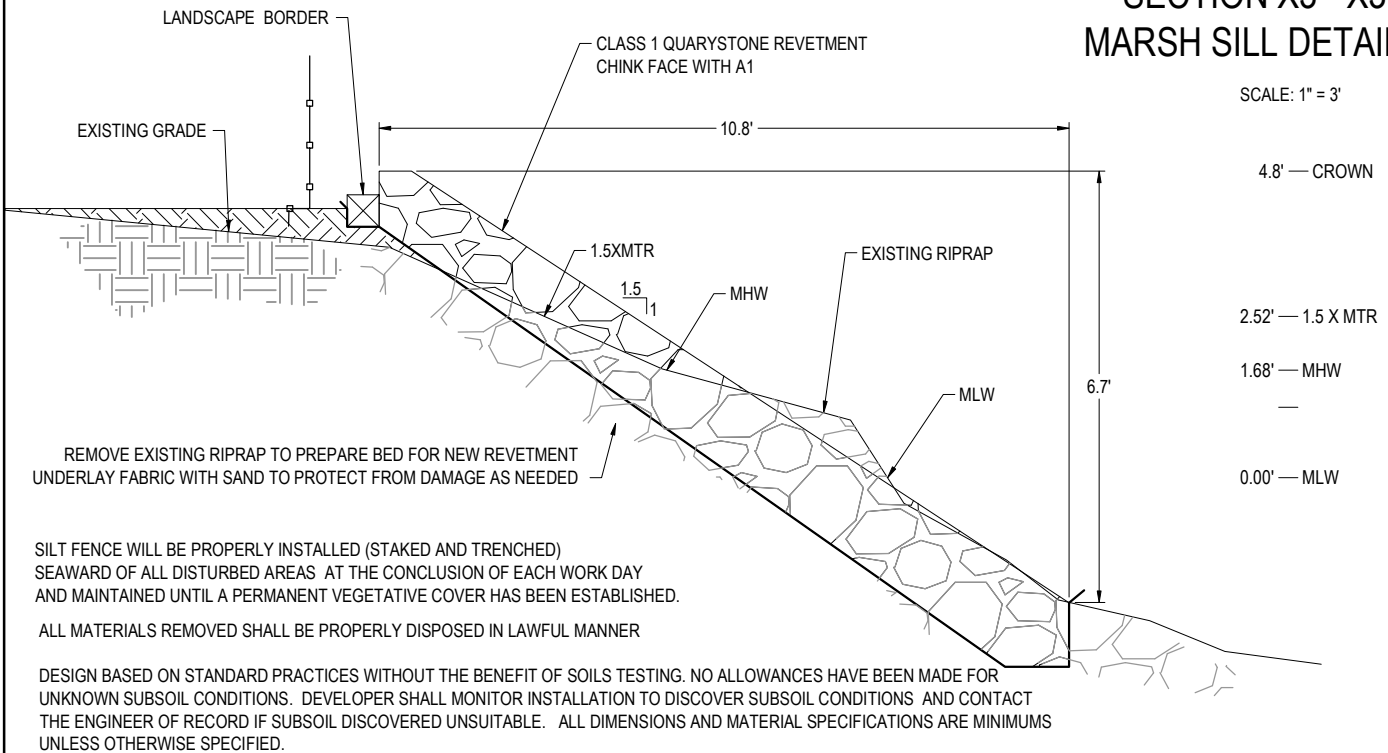 MARSH SILL DETAIL
SCALE: 1" = 3'
LANDSCAPE BORDER
CLASS 1 QUARYSTONE REVETMENT
CHINK FACE WITH A1
EXISTING GRADE
10.8'
4.8' — CROWN
1.5XMTR
EXISTING RIPRAP
1.5
1
MHW
2.52' — 1.5 X MTR
1.68' — MHW
—
6.7'
MLW
0.00' — MLW
REMOVE EXISTING RIPRAP TO PREPARE BED FOR NEW REVETMENT
UNDERLAY FABRIC WITH SAND TO PROTECT FROM DAMAGE AS NEEDED
SILT FENCE WILL BE PROPERLY INSTALLED (STAKED AND TRENCHED)
SEAWARD OF ALL DISTURBED AREAS AT THE CONCLUSION OF EACH WORK DAY
AND MAINTAINED UNTIL A PERMANENT VEGETATIVE COVER HAS BEEN ESTABLISHED.
ALL MATERIALS REMOVED SHALL BE PROPERLY DISPOSED IN LAWFUL MANNER
DESIGN BASED ON STANDARD PRACTICES WITHOUT THE BENEFIT OF SOILS TESTING. NO ALLOWANCES HAVE BEEN MADE FOR
UNKNOWN SUBSOIL CONDITIONS. DEVELOPER SHALL MONITOR INSTALLATION TO DISCOVER SUBSOIL CONDITIONS AND CONTACT
THE ENGINEER OF RECORD IF SUBSOIL DISCOVERED UNSUITABLE. ALL DIMENSIONS AND MATERIAL SPECIFICATIONS ARE MINIMUMS
UNLESS OTHERWISE SPECIFIED.